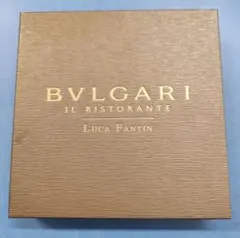 BVLGARI
IL RISTORANTE
LUCA FANTIN